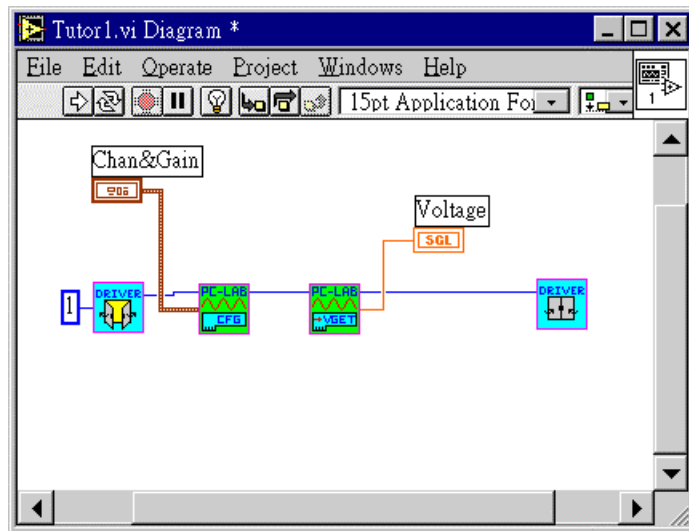 Tutor1.vi Diagram *
File Edit Operate Project Windows Help
15pt Application Fo
1
Chan&Gain
Voltage
SGL
1
DRIVER
PC-LAB
CFG
PC-LAB
VGET
DRIVER